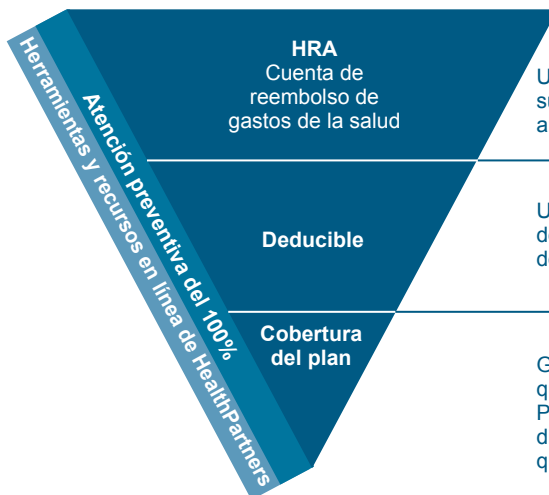 HRA
Cuenta de
reembolso de
gastos de la salud
Deducible
Cobertura
del plan
Atención preventiva del 100%
Herramientas y recursos en línea de HealthPartners